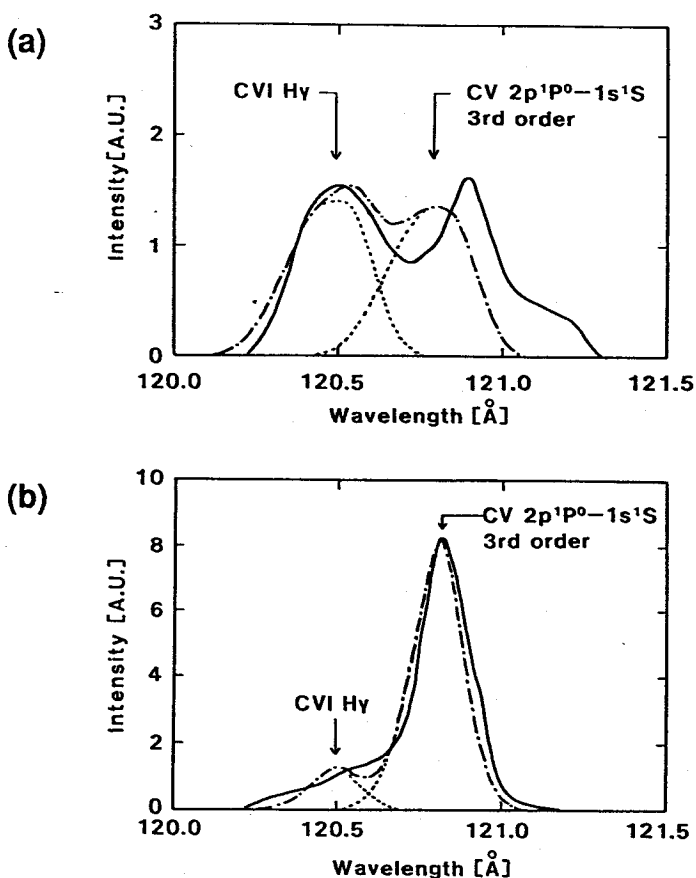 (a)
3
2
1
0
Intensity[A.U.]
CVI Hγ
CV 2p¹P⁰−1s¹S
3rd order
120.0 120.5 121.0 121.5
Wavelength [Å]
(b)
10
8
6
4
2
0
Intensity [A.U.]
CV 2p¹P⁰−1s¹S
3rd order
CVI Hγ
120.0 120.5 121.0 121.5
Wavelength [Å]